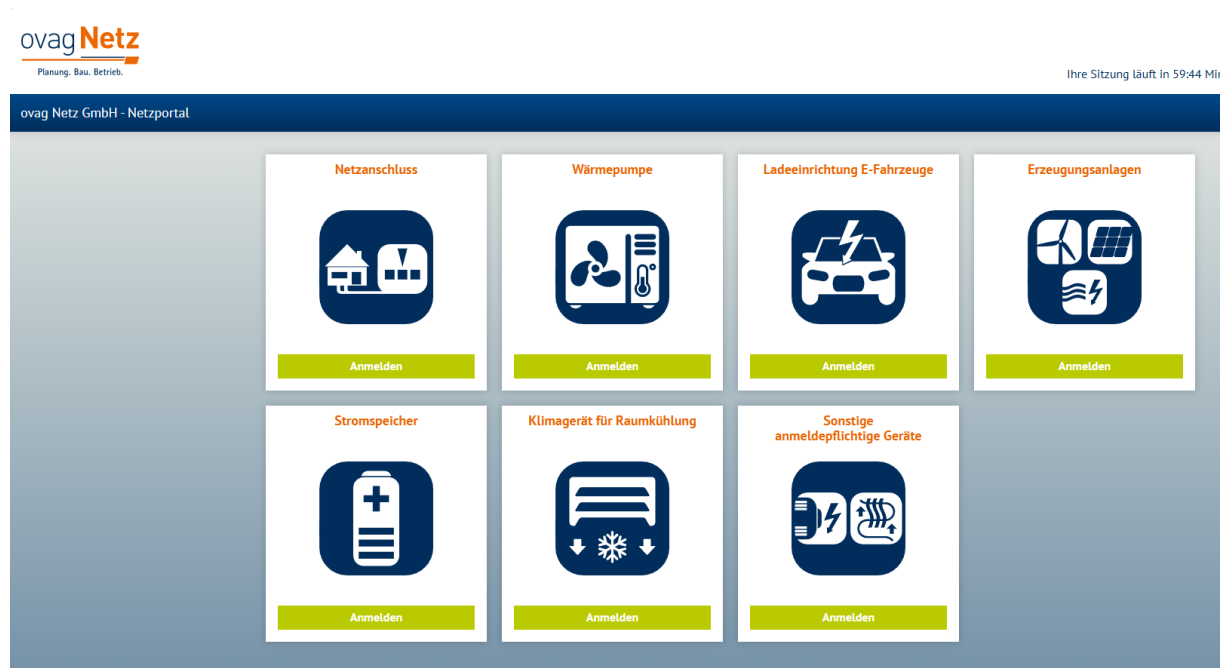 ovag Netz
Planung. Bau. Betrieb.
Ihre Sitzung läuft in 59:44
ovag Netz GmbH - Netzportal
Netzanschluss
Wärmepumpe
Ladeeinrichtung E-Fahrzeuge
Erzeugungsanlagen
Anmelden
Anmelden
Anmelden
Anmelden
Stromspeicher
Klimagerät für Raumkühlung
Sonstige
anmeldepflichtige Geräte
Anmelden
Anmelden
Anmelden